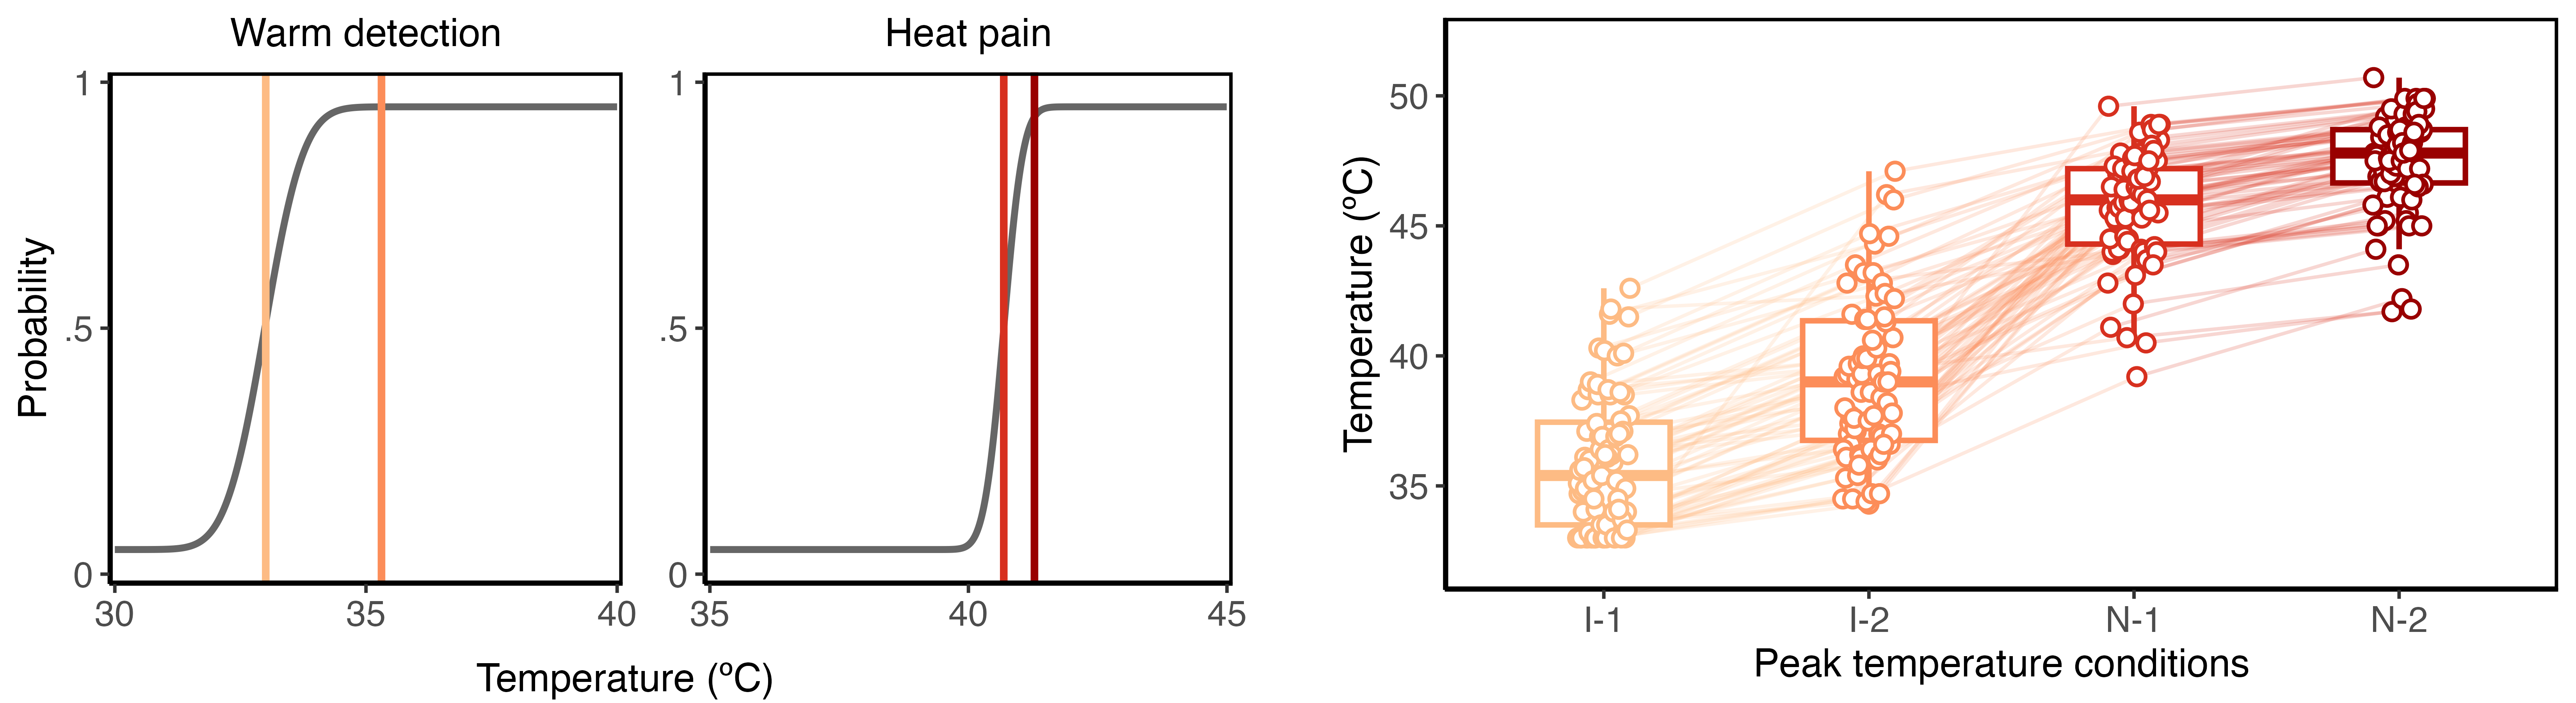 Warm detection
Heat pain
Probability
1
.5
0
30 35 40
1
.5
0
35 40 45
Temperature (ºC)
Temperature (ºC)
50
45
40
35
I-1 I-2 N-1 N-2
Peak temperature conditions